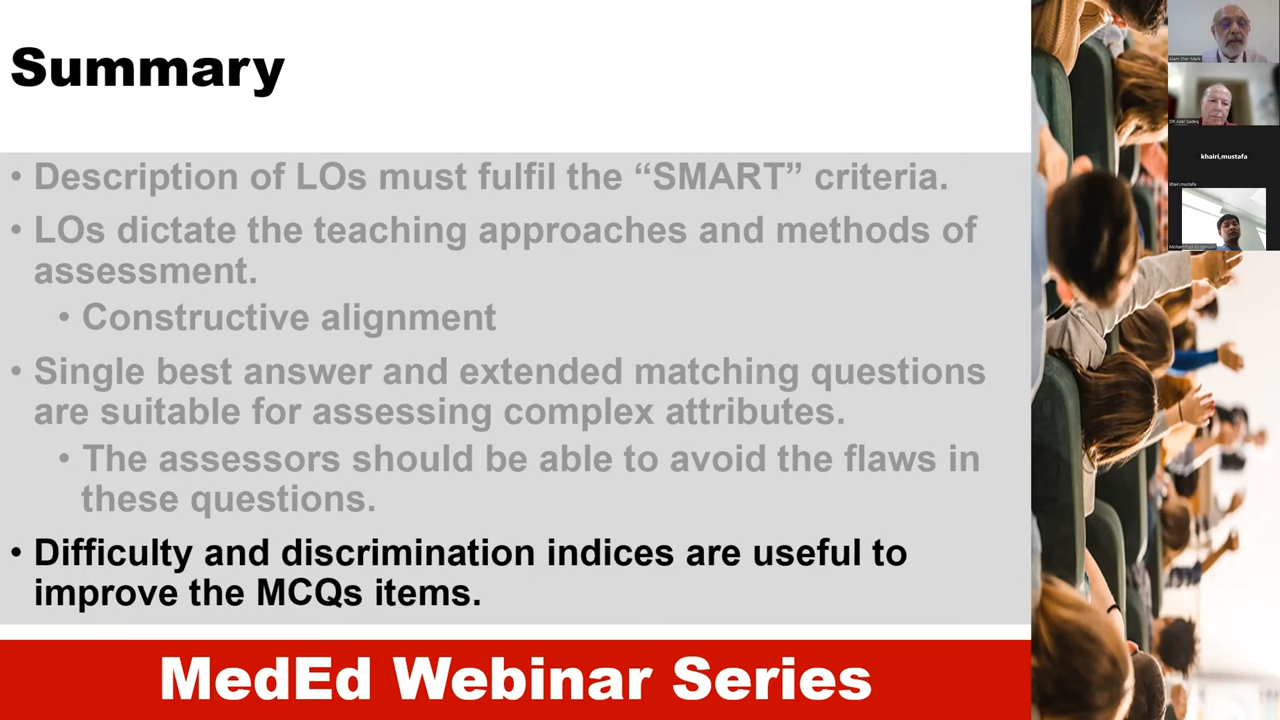 Summary
• Description of LOs must fulfil the “SMART” criteria.
• LOs dictate the teaching approaches and methods of
assessment.
• Constructive alignment
• Single best answer and extended matching questions
are suitable for assessing complex attributes.
• The assessors should be able to avoid the flaws in
these questions.
• Difficulty and discrimination indices are useful to
improve the MCQs items.
MedEd Webinar Series
khairi,mustafa
khairi,mustafa